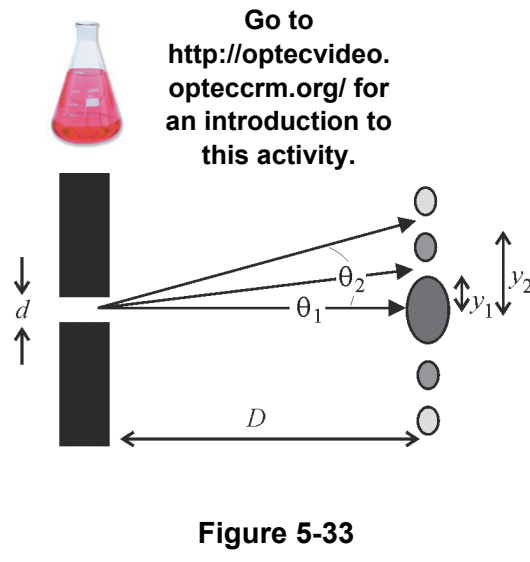 Go to
http://optecvideo.
opteccrm.org/ for
an introduction to
this activity.
d
θ2
θ1
y1
y2
D
Figure 5-33